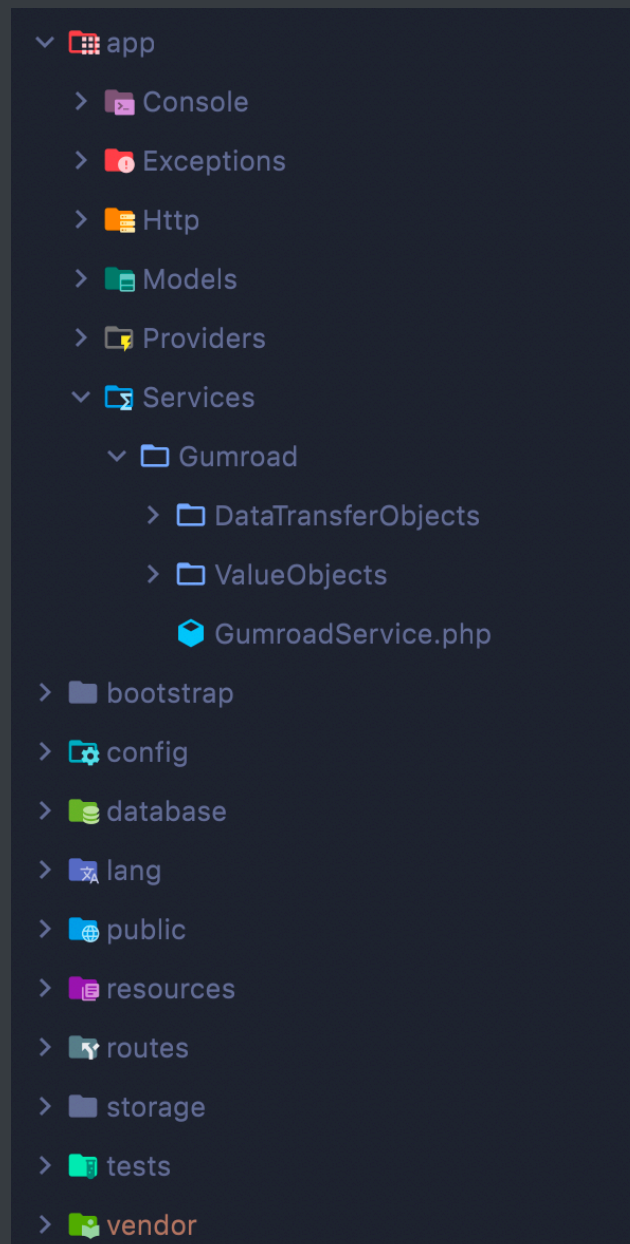 app
Console
Exceptions
Http
Models
Providers
Services
Gumroad
DataTransferObjects
ValueObjects
GumroadService.php
bootstrap
config
database
lang
public
resources
routes
storage
tests
vendor